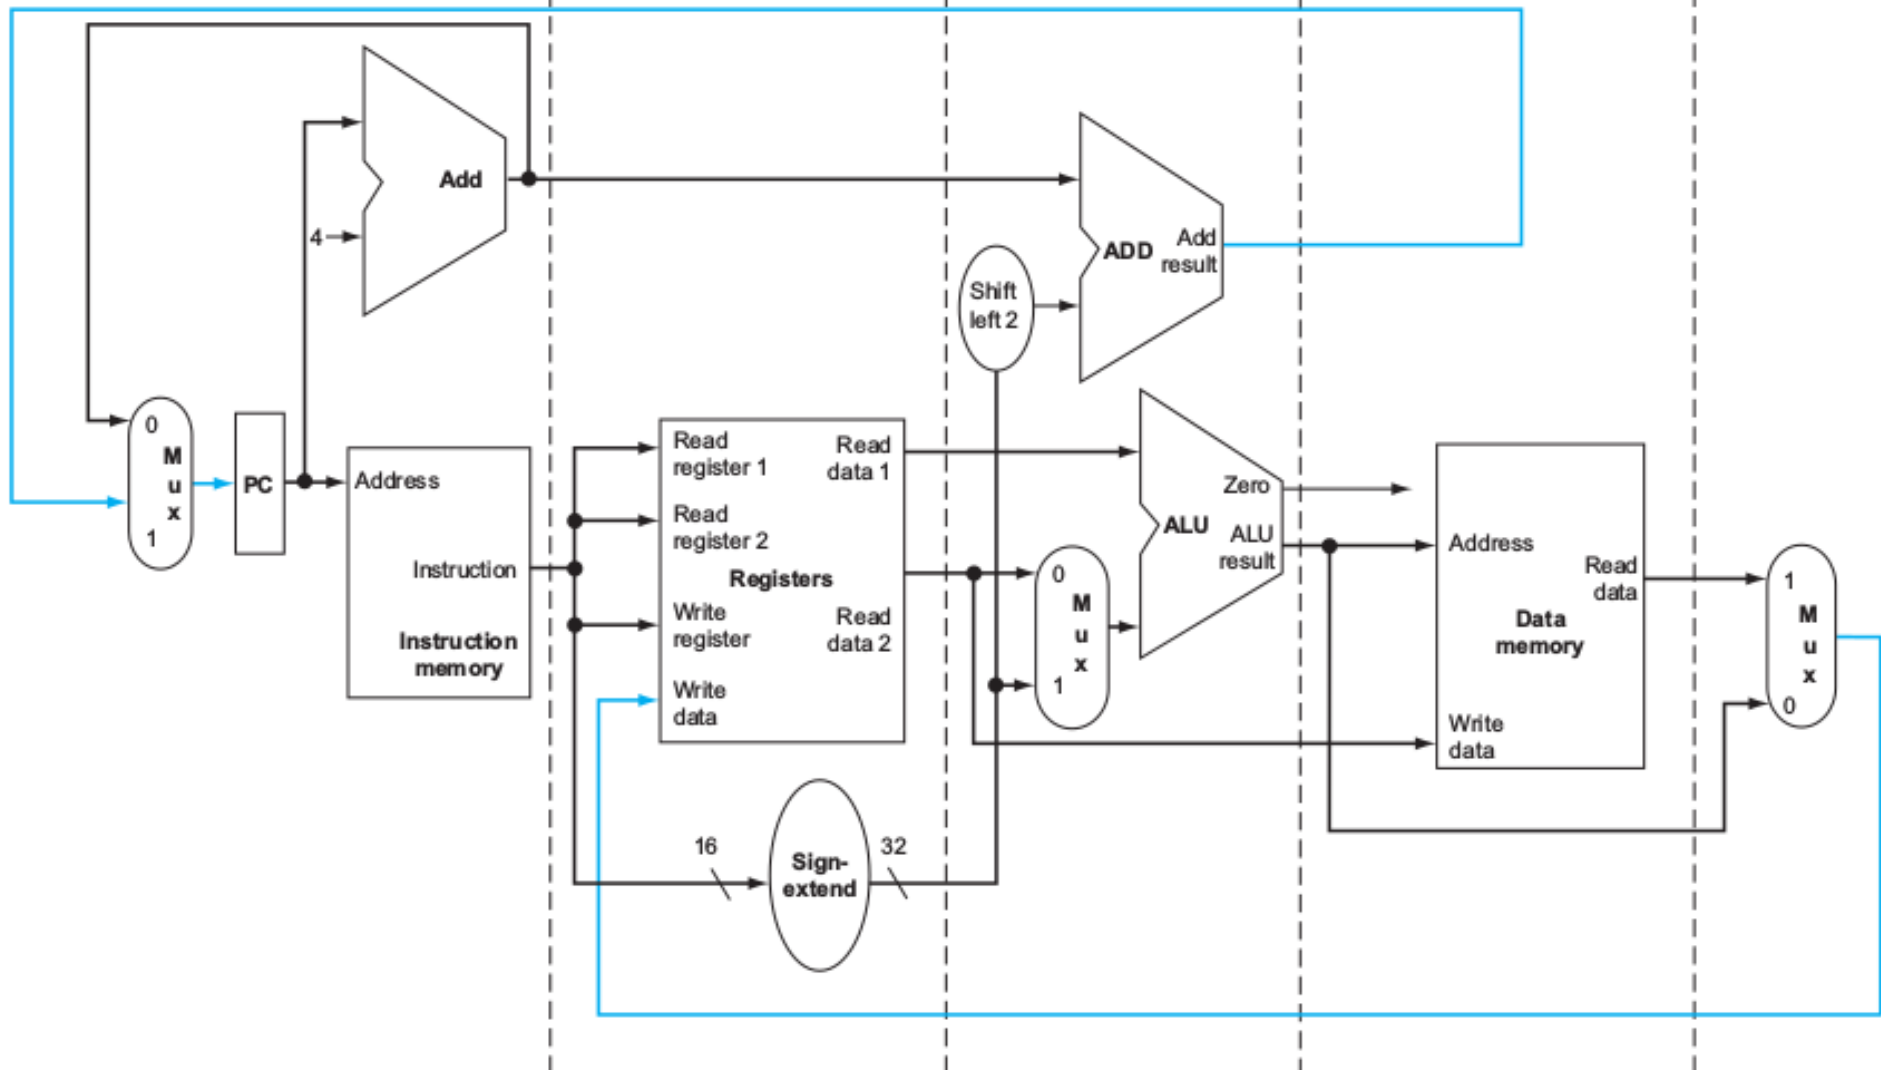 Add
4
Shift
left 2
ADD
Add
result
0
M
u
x
1
PC
Address
Instruction
Instruction
memory
Read
register 1
Read
register 2
Registers
Write
register
Write
data
Read
data 1
Read
data 2
16
Sign-
extend
32
0
M
u
x
1
Zero
ALU
ALU
result
Address
Read
data
Data
memory
Write
data
1
M
u
x
0